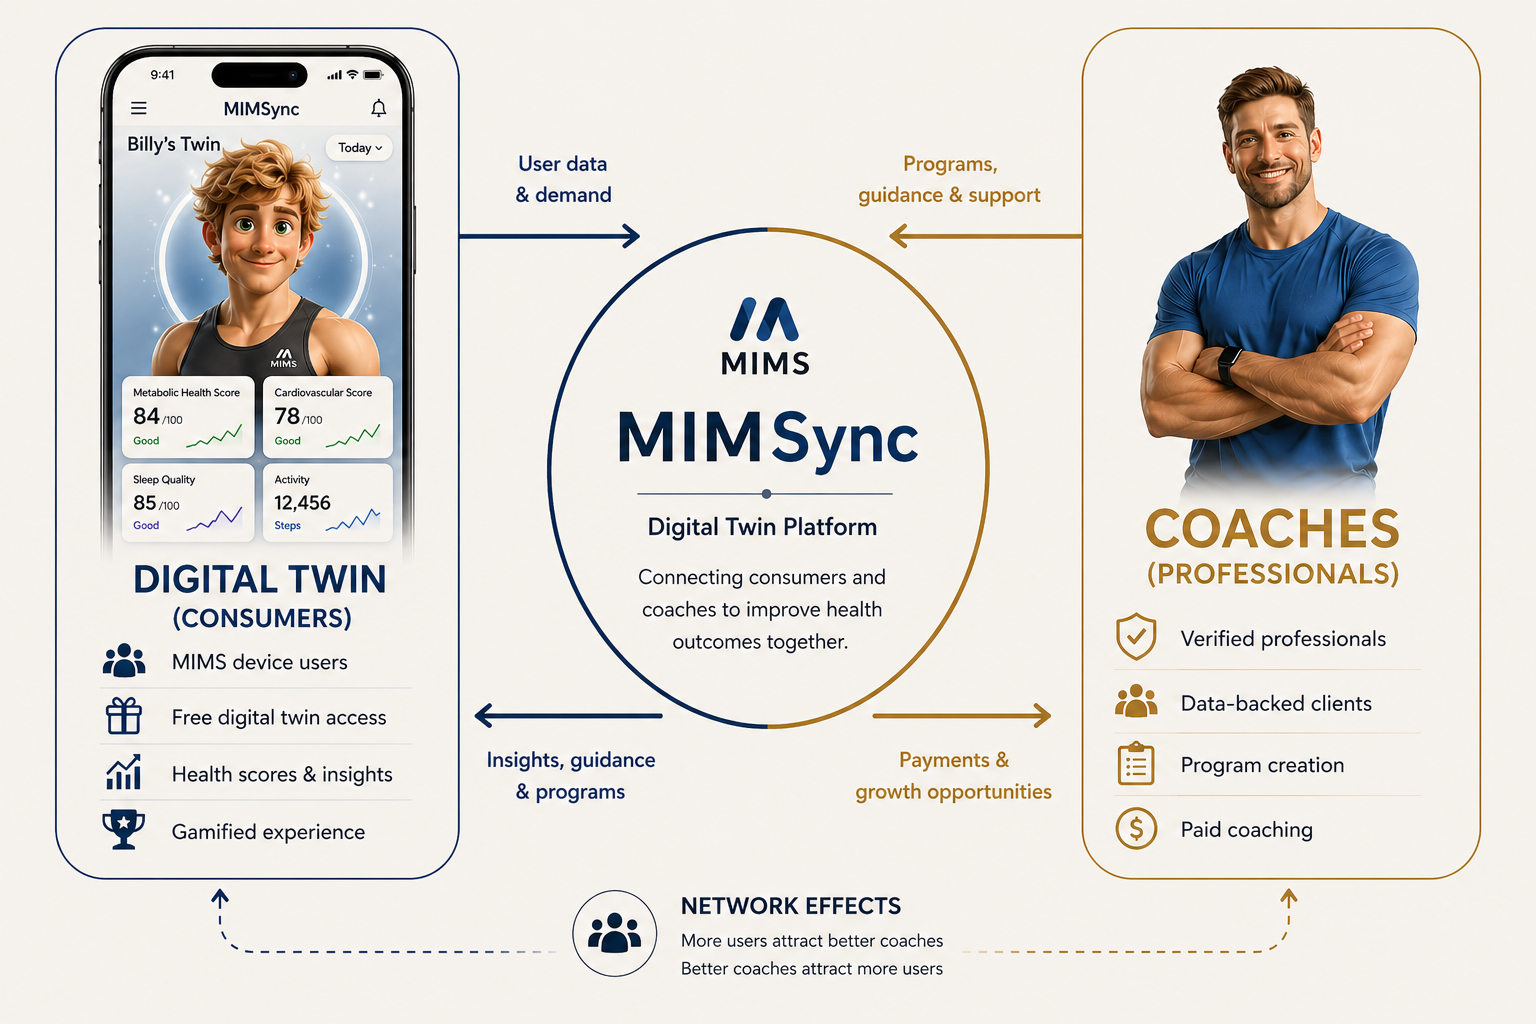 9:41
MIMSync
Billy's Twin
Today
MIMS
Metabolic Health Score
84 /100
Good
Cardiovascular Score
78 /100
Good
Sleep Quality
85 /100
Good
Activity
12,456
Steps
DIGITAL TWIN
(CONSUMERS)
MIMS device users
Free digital twin access
Health scores & insights
Gamified experience
User data
& demand
Programs,
guidance & support
MIMS
MIMSync
Digital Twin Platform
Connecting consumers and
coaches to improve health
outcomes together.
Insights, guidance
& programs
Payments &
growth opportunities
COACHES
(PROFESSIONALS)
Verified professionals
Data-backed clients
Program creation
$
Paid coaching
NETWORK EFFECTS
More users attract better coaches
Better coaches attract more users